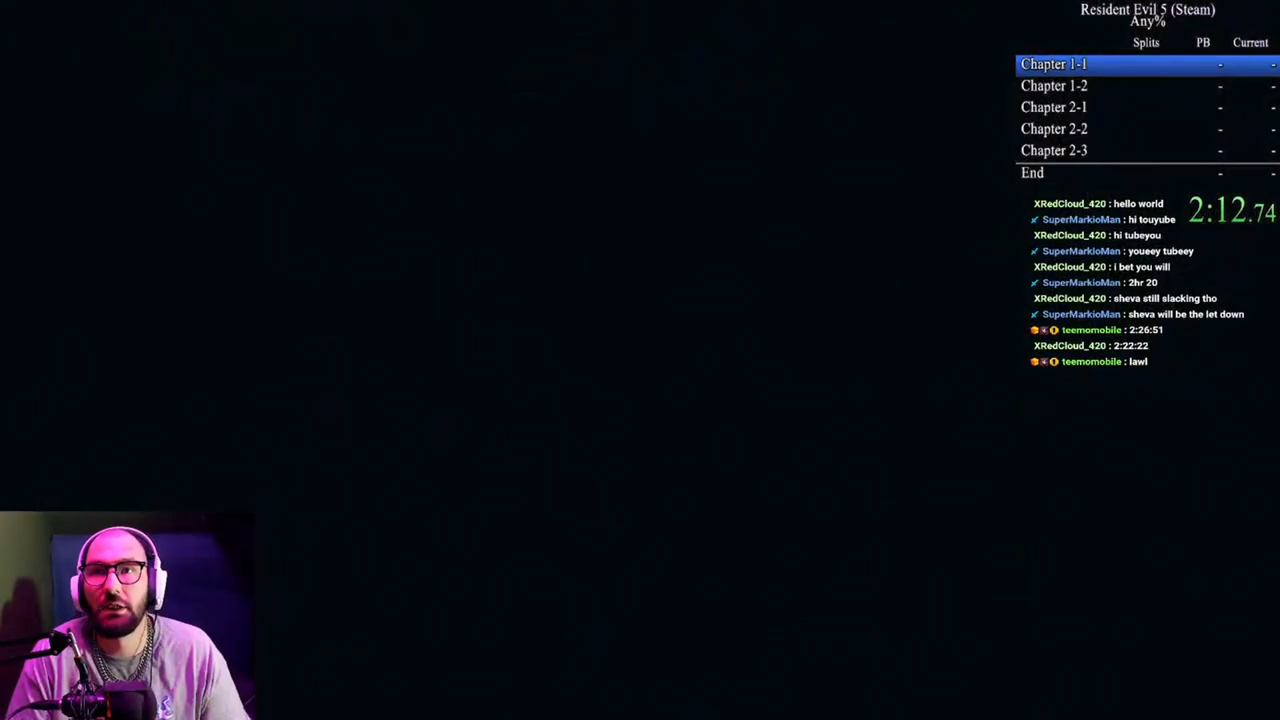 Resident Evil 5 (Steam)
Any%
Splits PB Current
Chapter 1-1 - -
Chapter 1-2 - -
Chapter 2-1 - -
Chapter 2-2 - -
Chapter 2-3 - -
End - -
2:12.74
XRedCloud_420 : hello world
SuperMarkioMan : hi touyube
XRedCloud_420 : hi tubeyou
SuperMarkioMan : youeey tubeey
XRedCloud_420 : i bet you will
SuperMarkioMan : 2hr 20
XRedCloud_420 : sheva still slacking tho
SuperMarkioMan : sheva will be the let down
teemomobile : 2:26:51
XRedCloud_420 : 2:22:22
teemomobile : lawl